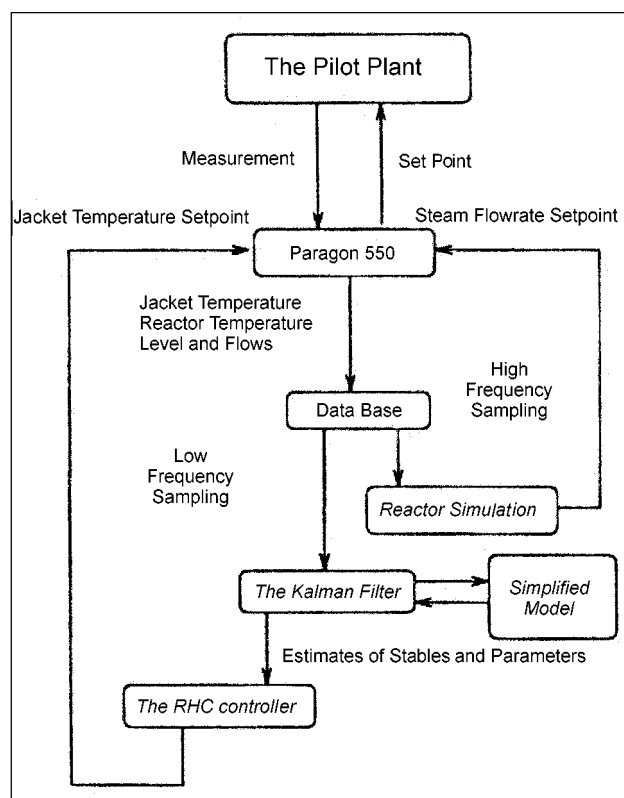 The Pilot Plant
Measurement
Set Point
Jacket Temperature Setpoint
Steam Flowrate Setpoint
Paragon 550
Jacket Temperature
Reactor Temperature
Level and Flows
High
Frequency
Sampling
Data Base
Low
Frequency
Sampling
Reactor Simulation
The Kalman Filter
Simplified
Model
Estimates of Stables and Parameters
The RHC controller